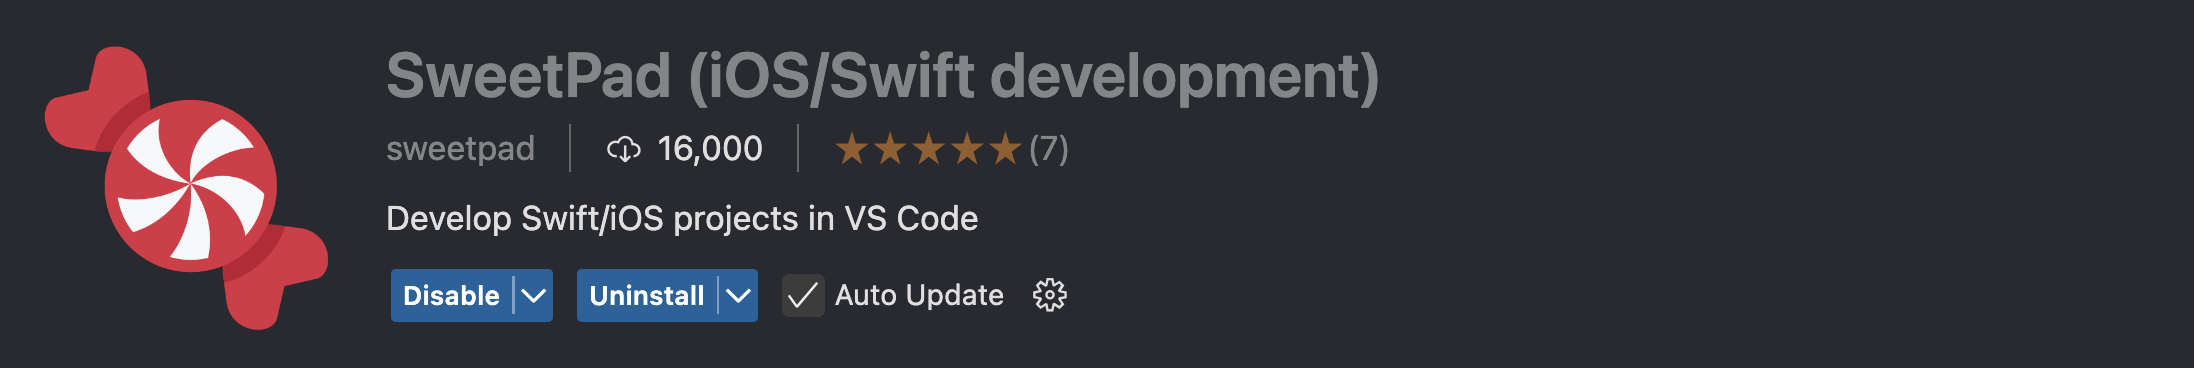 SweetPad (iOS/Swift development)
sweetpad 16,000 (7)
Develop Swift/iOS projects in VS Code
Disable Uninstall Auto Update